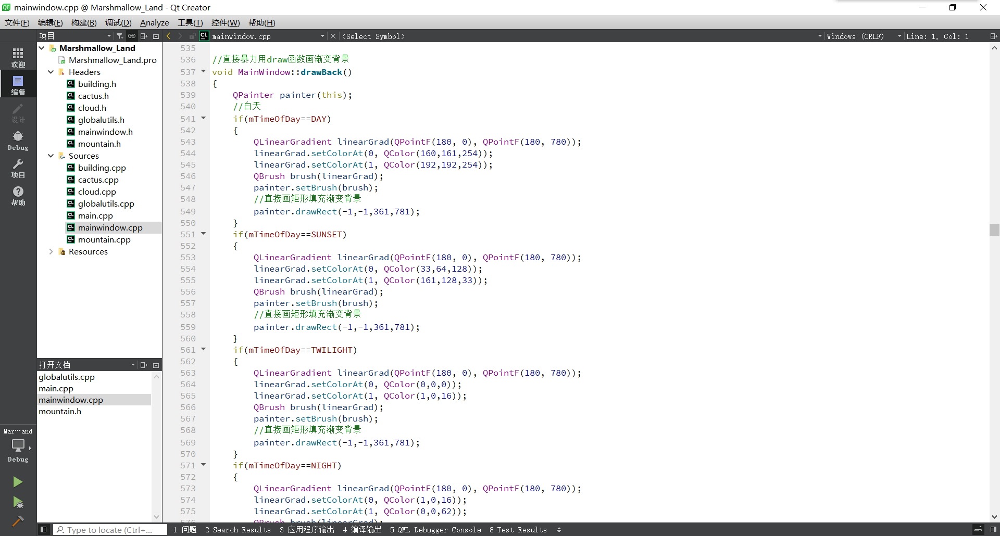 mainwindow.cpp @ Marshmallow_Land - Qt Creator
文件(F) 编辑(E) 构建(B) 调试(D) Analyze 工具(T) 控件(W) 帮助(H)
项目
mainwindow.cpp
<Select Symbol>
Windows (CRLF)
Line: 1, Col: 1
欢迎
编辑
设计
Debug
项目
帮助
Mar…and
Debug
Marshmallow_Land
Marshmallow_Land.pro
Headers
building.h
cactus.h
cloud.h
globalutils.h
mainwindow.h
mountain.h
Sources
building.cpp
cactus.cpp
cloud.cpp
globalutils.cpp
main.cpp
mainwindow.cpp
mountain.cpp
Resources
打开文档
globalutils.cpp
main.cpp
mainwindow.cpp
mountain.h
535
536 //直接暴力用draw函数画渐变背景
537 void MainWindow::drawBack()
538 {
539 QPainter painter(this);
540 //白天
541 if(mTimeOfDay==DAY)
542 {
543 QLinearGradient linearGrad(QPointF(180, 0), QPointF(180, 780));
544 linearGrad.setColorAt(0, QColor(160,161,254));
545 linearGrad.setColorAt(1, QColor(192,192,254));
546 QBrush brush(linearGrad);
547 painter.setBrush(brush);
548 //直接画矩形填充渐变背景
549 painter.drawRect(-1,-1,361,781);
550 }
551 if(mTimeOfDay==SUNSET)
552 {
553 QLinearGradient linearGrad(QPointF(180, 0), QPointF(180, 780));
554 linearGrad.setColorAt(0, QColor(33,64,128));
555 linearGrad.setColorAt(1, QColor(161,128,33));
556 QBrush brush(linearGrad);
557 painter.setBrush(brush);
558 //直接画矩形填充渐变背景
559 painter.drawRect(-1,-1,361,781);
560 }
561 if(mTimeOfDay==TWILIGHT)
562 {
563 QLinearGradient linearGrad(QPointF(180, 0), QPointF(180, 780));
564 linearGrad.setColorAt(0, QColor(0,0,0));
565 linearGrad.setColorAt(1, QColor(1,0,16));
566 QBrush brush(linearGrad);
567 painter.setBrush(brush);
568 //直接画矩形填充渐变背景
569 painter.drawRect(-1,-1,361,781);
570 }
571 if(mTimeOfDay==NIGHT)
572 {
573 QLinearGradient linearGrad(QPointF(180, 0), QPointF(180, 780));
574 linearGrad.setColorAt(0, QColor(1,0,16));
575 linearGrad.setColorAt(1, QColor(0,0,62));
576 QBrush brush(linearGrad);
Type to locate (Ctrl+...
1 问题 2 Search Results 3 应用程序输出 4 编译输出 5 QML Debugger Console 8 Test Results